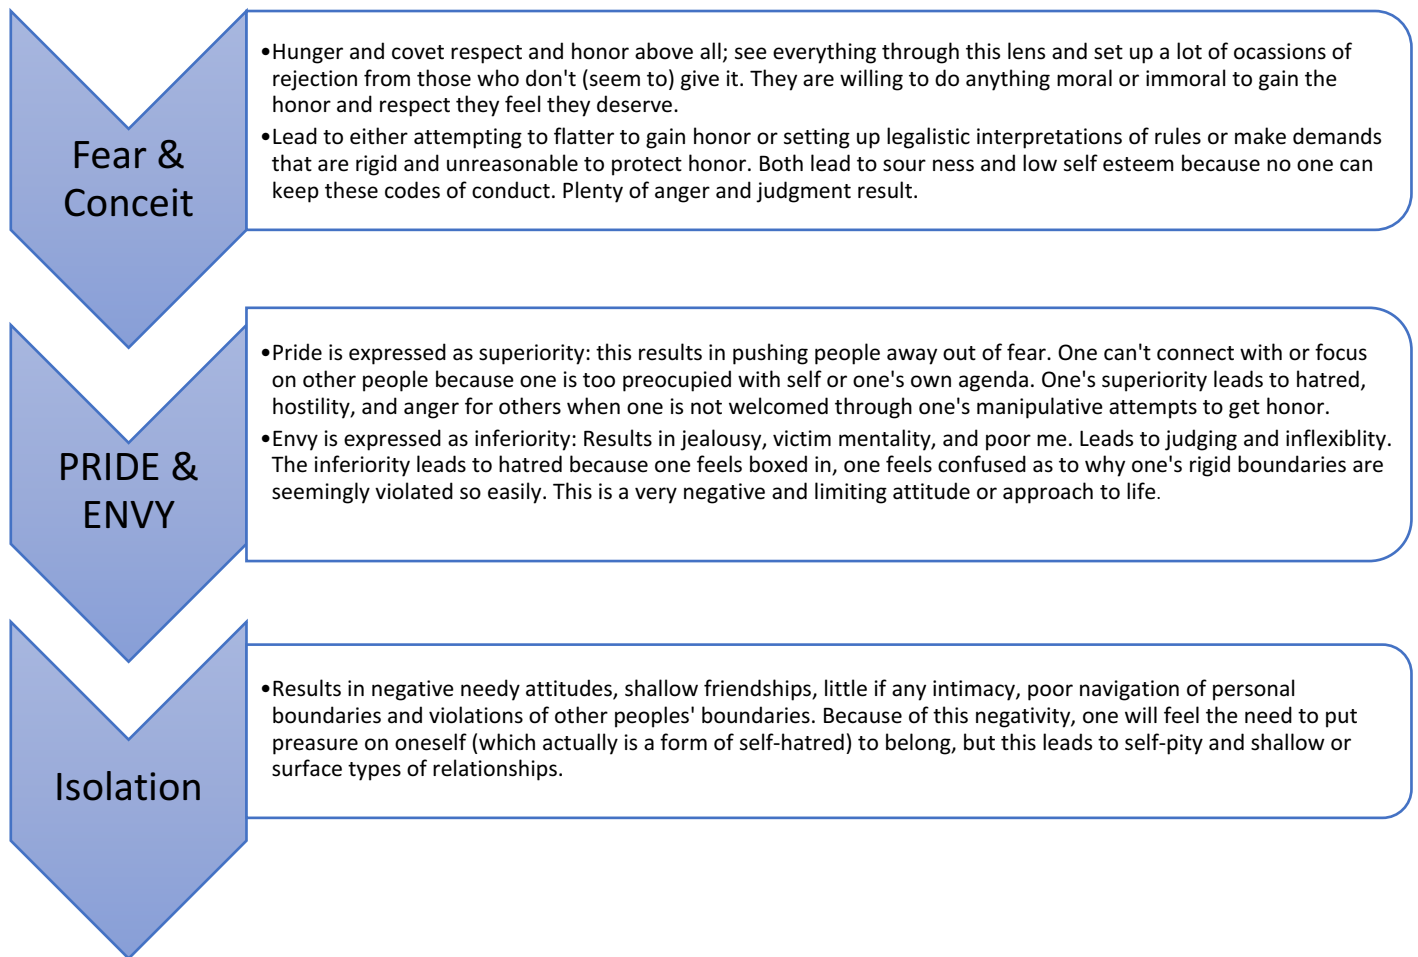 Fear &
Conceit
•Hunger and covet respect and honor above all; see everything through this lens and set up a lot of ocassions of
rejection from those who don't (seem to) give it. They are willing to do anything moral or immoral to gain the
honor and respect they feel they deserve.
•Lead to either attempting to flatter to gain honor or setting up legalistic interpretations of rules or make demands
that are rigid and unreasonable to protect honor. Both lead to sour ness and low self esteem because no one can
keep these codes of conduct. Plenty of anger and judgment result.
PRIDE &
ENVY
•Pride is expressed as superiority: this results in pushing people away out of fear. One can't connect with or focus
on other people because one is too preocupied with self or one's own agenda. One's superiority leads to hatred,
hostility, and anger for others when one is not welcomed through one's manipulative attempts to get honor.
•Envy is expressed as inferiority: Results in jealousy, victim mentality, and poor me. Leads to judging and inflexiblity.
The inferiority leads to hatred because one feels boxed in, one feels confused as to why one's rigid boundaries are
seemingly violated so easily. This is a very negative and limiting attitude or approach to life.
Isolation
•Results in negative needy attitudes, shallow friendships, little if any intimacy, poor navigation of personal
boundaries and violations of other peoples' boundaries. Because of this negativity, one will feel the need to put
preasure on oneself (which actually is a form of self-hatred) to belong, but this leads to self-pity and shallow or
surface types of relationships.